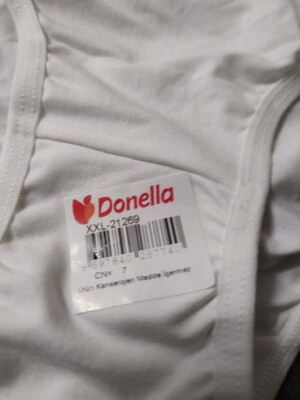 Donella
XXL-21269
CN# 7
Ürün Kanserojen Madde İçermez